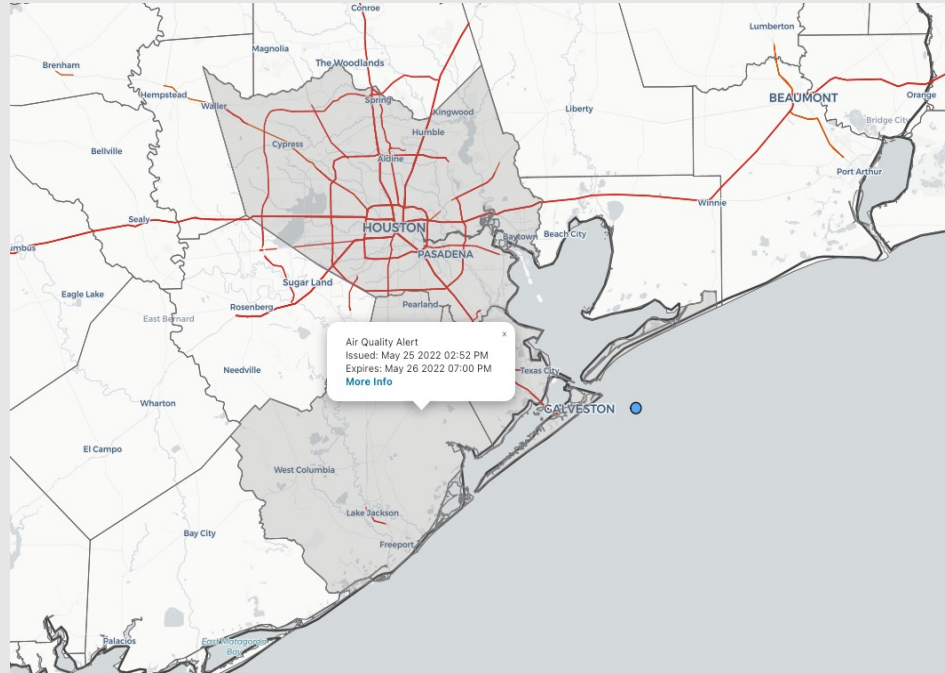 Conroe
Lumberton
Magnolia
Brenham
The Woodlands
Hempstead
Spring
BEAUMONT
Orange
Waller
Kingwood
Liberty
Bridge City
Humble
Cypress
Bellville
Aldine
Port Arthur
Winnie
Sealy
HOUSTON
Beach City
Baytown
umbus
PASADENA
Sugar Land
Eagle Lake
Rosenberg
Pearland
East Bernard
×
Air Quality Alert
Issued: May 25 2022 02:52 PM
Expires: May 26 2022 07:00 PM
More Info
Needville
Texas City
Wharton
GALVESTON
El Campo
West Columbia
Lake Jackson
Bay City
Freeport
Palacios
East Matagorda
Bay